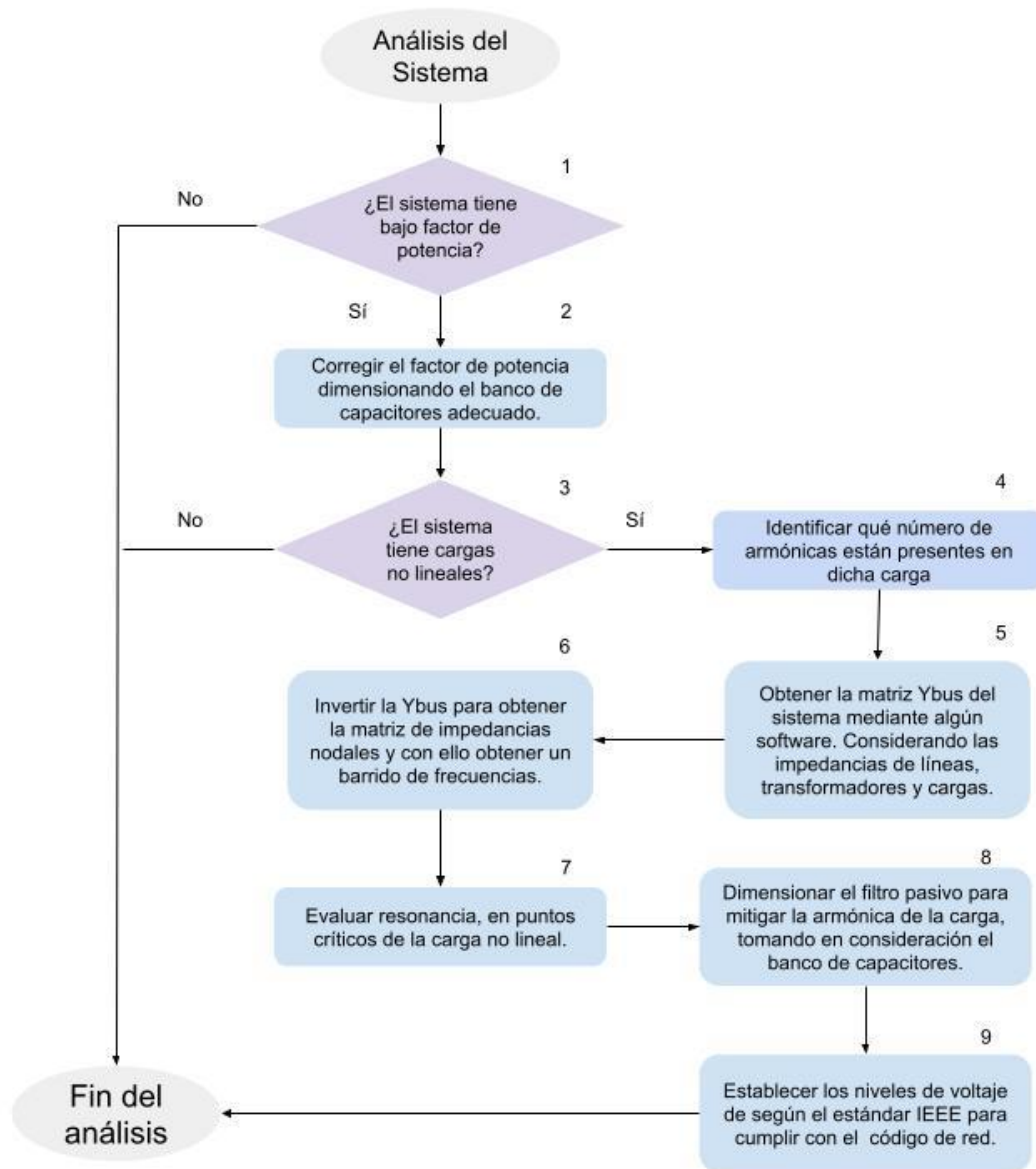 Análisis del
Sistema
1
No
¿El sistema tiene
bajo factor de
potencia?
Sí
2
Corregir el factor de potencia
dimensionando el banco de
capacitores adecuado.
3
No
¿El sistema
tiene cargas
no lineales?
Sí
4
Identificar qué número de
armónicas están presentes en
dicha carga
5
Obtener la matriz Ybus del
sistema mediante algún
software. Considerando las
impedancias de líneas,
transformadores y cargas.
6
Invertir la Ybus para obtener
la matriz de impedancias
nodales y con ello obtener un
barrido de frecuencias.
7
Evaluar resonancia, en puntos
críticos de la carga no lineal.
8
Dimensionar el filtro pasivo para
mitigar la armónica de la carga,
tomando en consideración el
banco de capacitores.
9
Establecer los niveles de voltaje
de según el estándar IEEE para
cumplir con el código de red.
Fin del
análisis